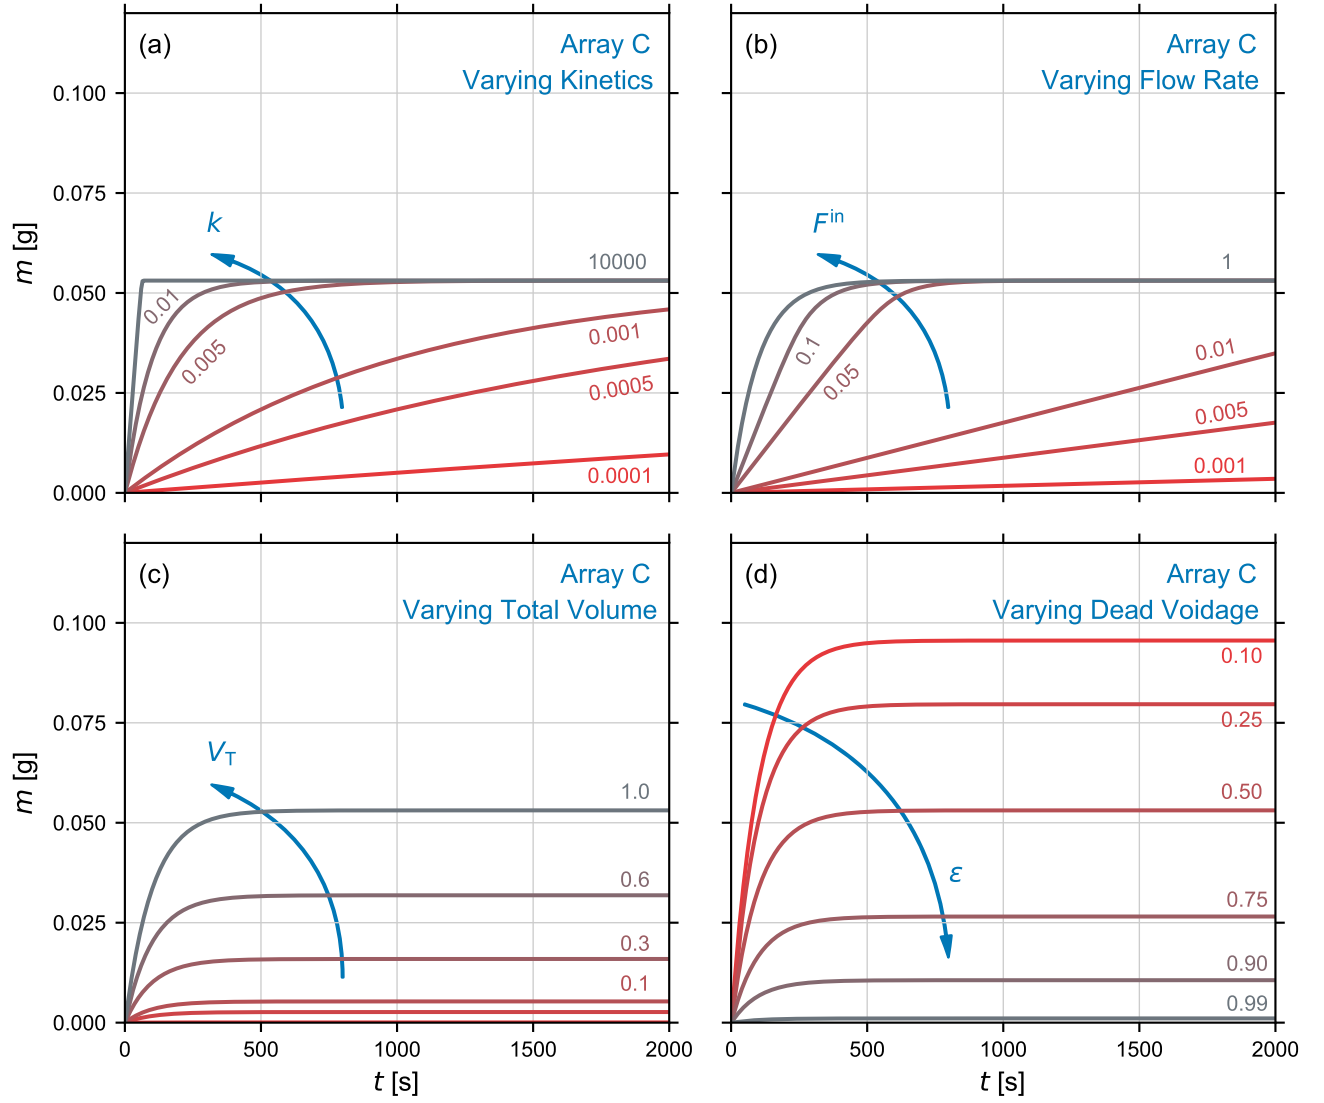 (a)
Array C
Varying Kinetics
0.100
0.075
0.050
0.025
0.000
m [g]
k
10000
0.01
0.005
0.001
0.0005
0.0001
(b)
Array C
Varying Flow Rate
F^in
1
0.1
0.05
0.01
0.005
0.001
(c)
Array C
Varying Total Volume
0.100
0.075
0.050
0.025
0.000
m [g]
V_T
1.0
0.6
0.3
0.1
0
500
1000
1500
2000
t [s]
(d)
Array C
Varying Dead Voidage
0.10
0.25
0.50
ε
0.75
0.90
0.99
0
500
1000
1500
2000
t [s]